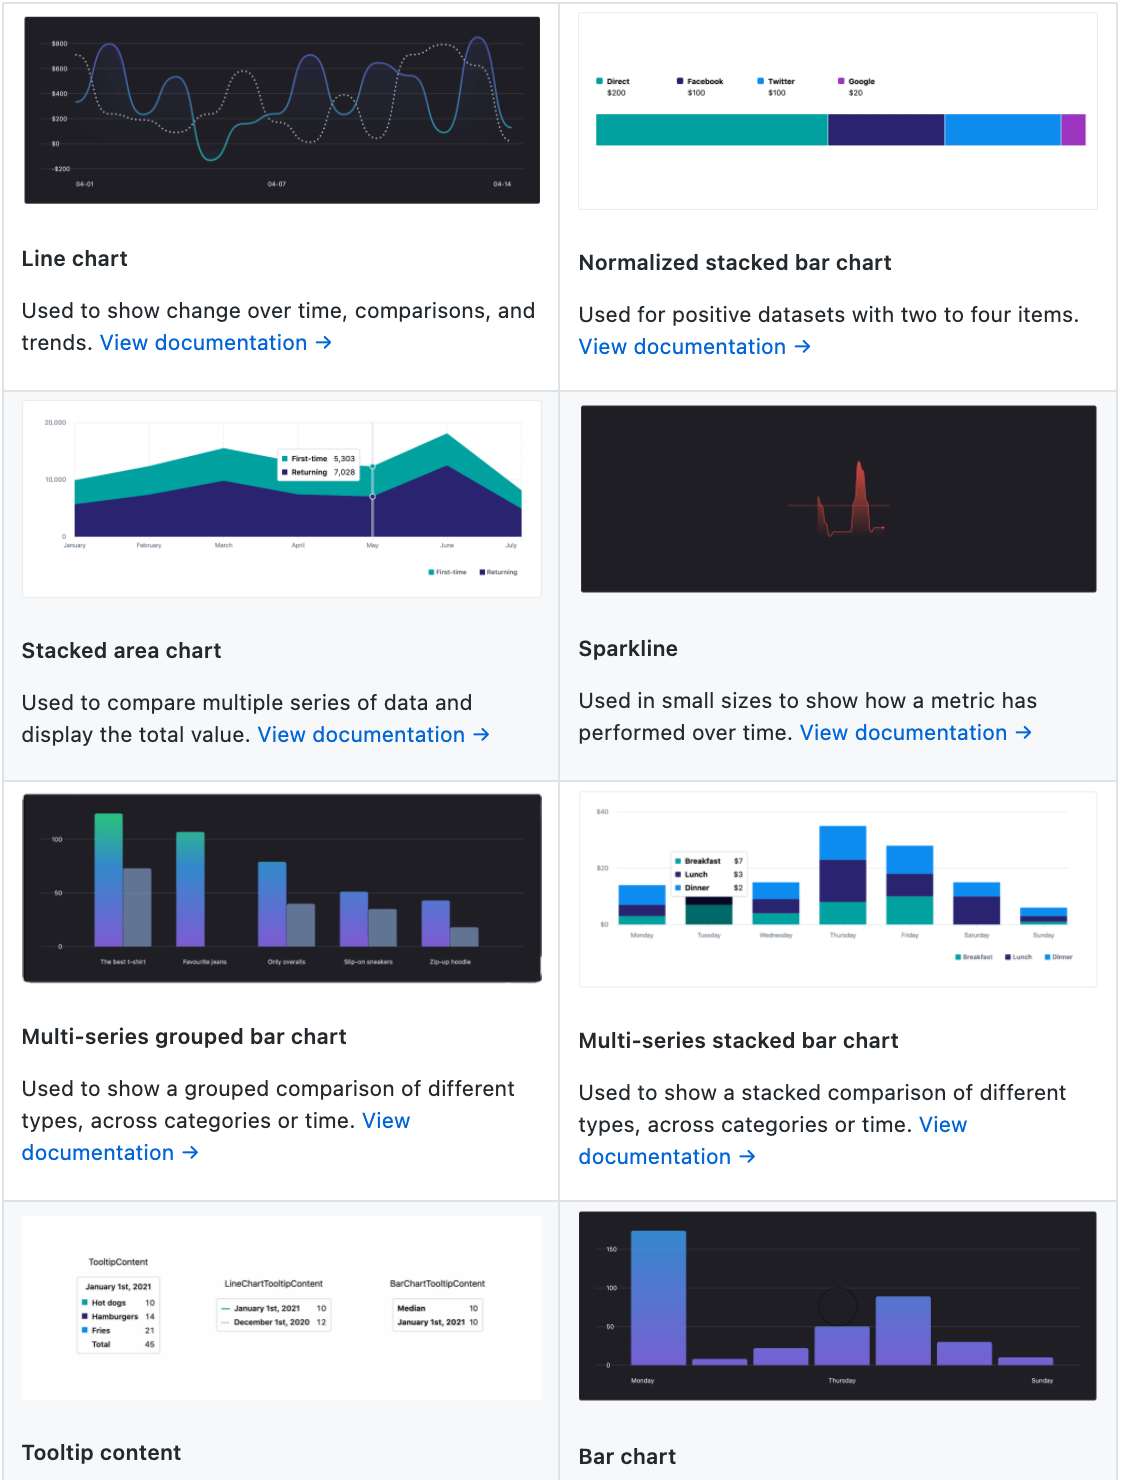 $800
$600
$400
$200
$0
-$200
04-01 04-07 04-14
Line chart
Used to show change over time, comparisons, and
trends. View documentation →
Direct Facebook Twitter Google
$200 $100 $100 $20
Normalized stacked bar chart
Used for positive datasets with two to four items.
View documentation →
20,000
10,000
0
First-time 5,303
Returning 7,028
January February March April May June July
First-time Returning
Stacked area chart
Used to compare multiple series of data and
display the total value. View documentation →
Sparkline
Used in small sizes to show how a metric has
performed over time. View documentation →
100
50
0
The best t-shirt Favourite jeans Only overalls Slip-on sneakers Zip-up hoodie
Multi-series grouped bar chart
Used to show a grouped comparison of different
types, across categories or time. View
documentation →
$40
$20
$0
Breakfast $7
Lunch $3
Dinner $2
Monday Tuesday Wednesday Thursday Friday Saturday Sunday
Breakfast Lunch Dinner
Multi-series stacked bar chart
Used to show a stacked comparison of different
types, across categories or time. View
documentation →
TooltipContent
January 1st, 2021
Hot dogs 10
Hamburgers 14
Fries 21
Total 45
LineChartTooltipContent
January 1st, 2021 10
December 1st, 2020 12
BarChartTooltipContent
Median 10
January 1st, 2021 10
Tooltip content
150
100
50
0
Monday Thursday Sunday
Bar chart